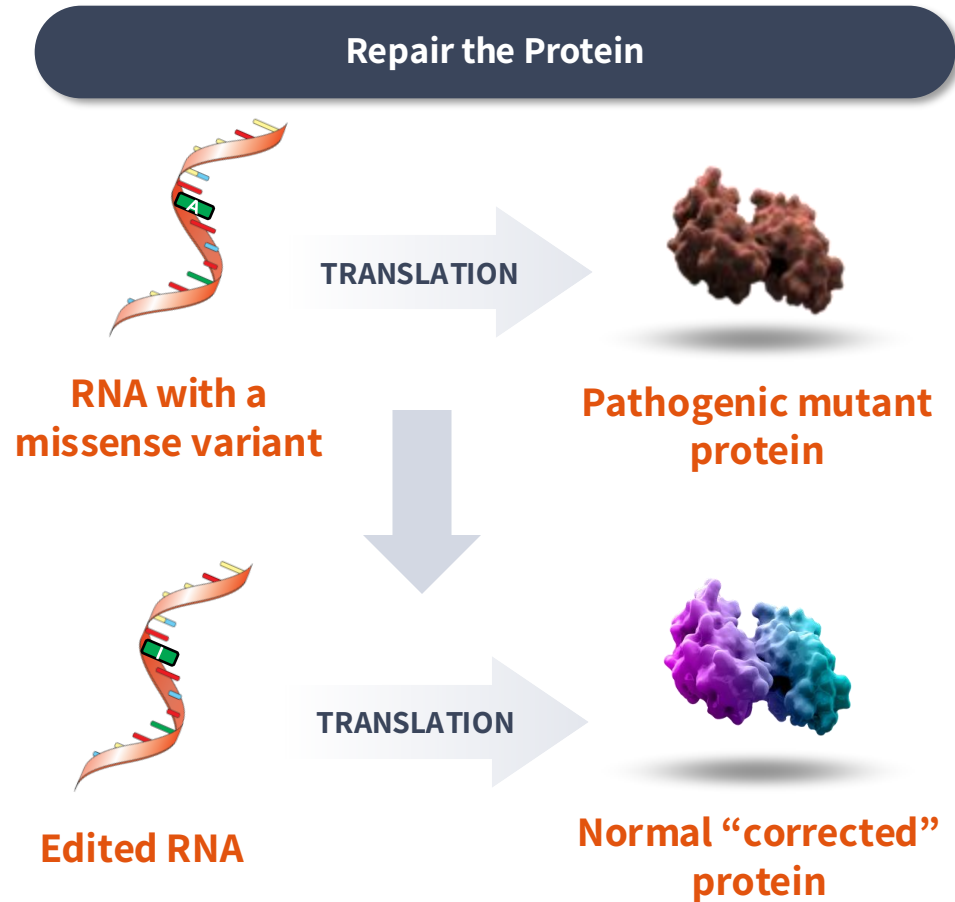 Repair the Protein
A
TRANSLATION
RNA with a
missense variant
Pathogenic mutant
protein
I
TRANSLATION
Edited RNA
Normal “corrected”
protein